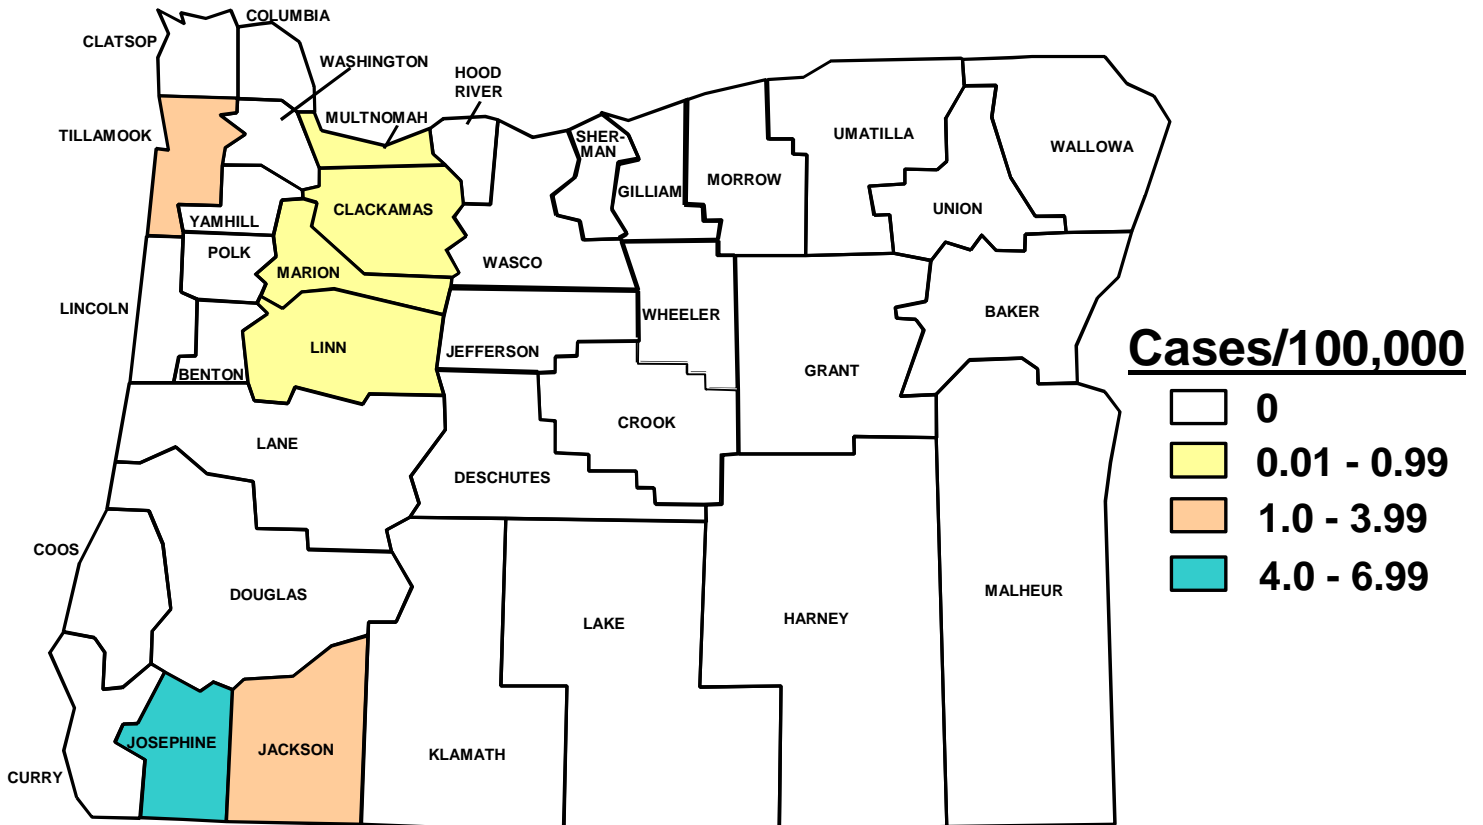 COLUMBIA
CLATSOP
WASHINGTON
HOOD
RIVER
MULTNOMAH
TILLAMOOK
SHER-
MAN
UMATILLA
WALLOWA
GILLIAM
MORROW
CLACKAMAS
UNION
YAMHILL
POLK
WASCO
MARION
LINCOLN
WHEELER
BAKER
LINN
JEFFERSON
BENTON
GRANT
Cases/100,000
0
0.01 - 0.99
1.0 - 3.99
4.0 - 6.99
CROOK
LANE
DESCHUTES
COOS
DOUGLAS
LAKE
HARNEY
MALHEUR
JOSEPHINE
JACKSON
KLAMATH
CURRY